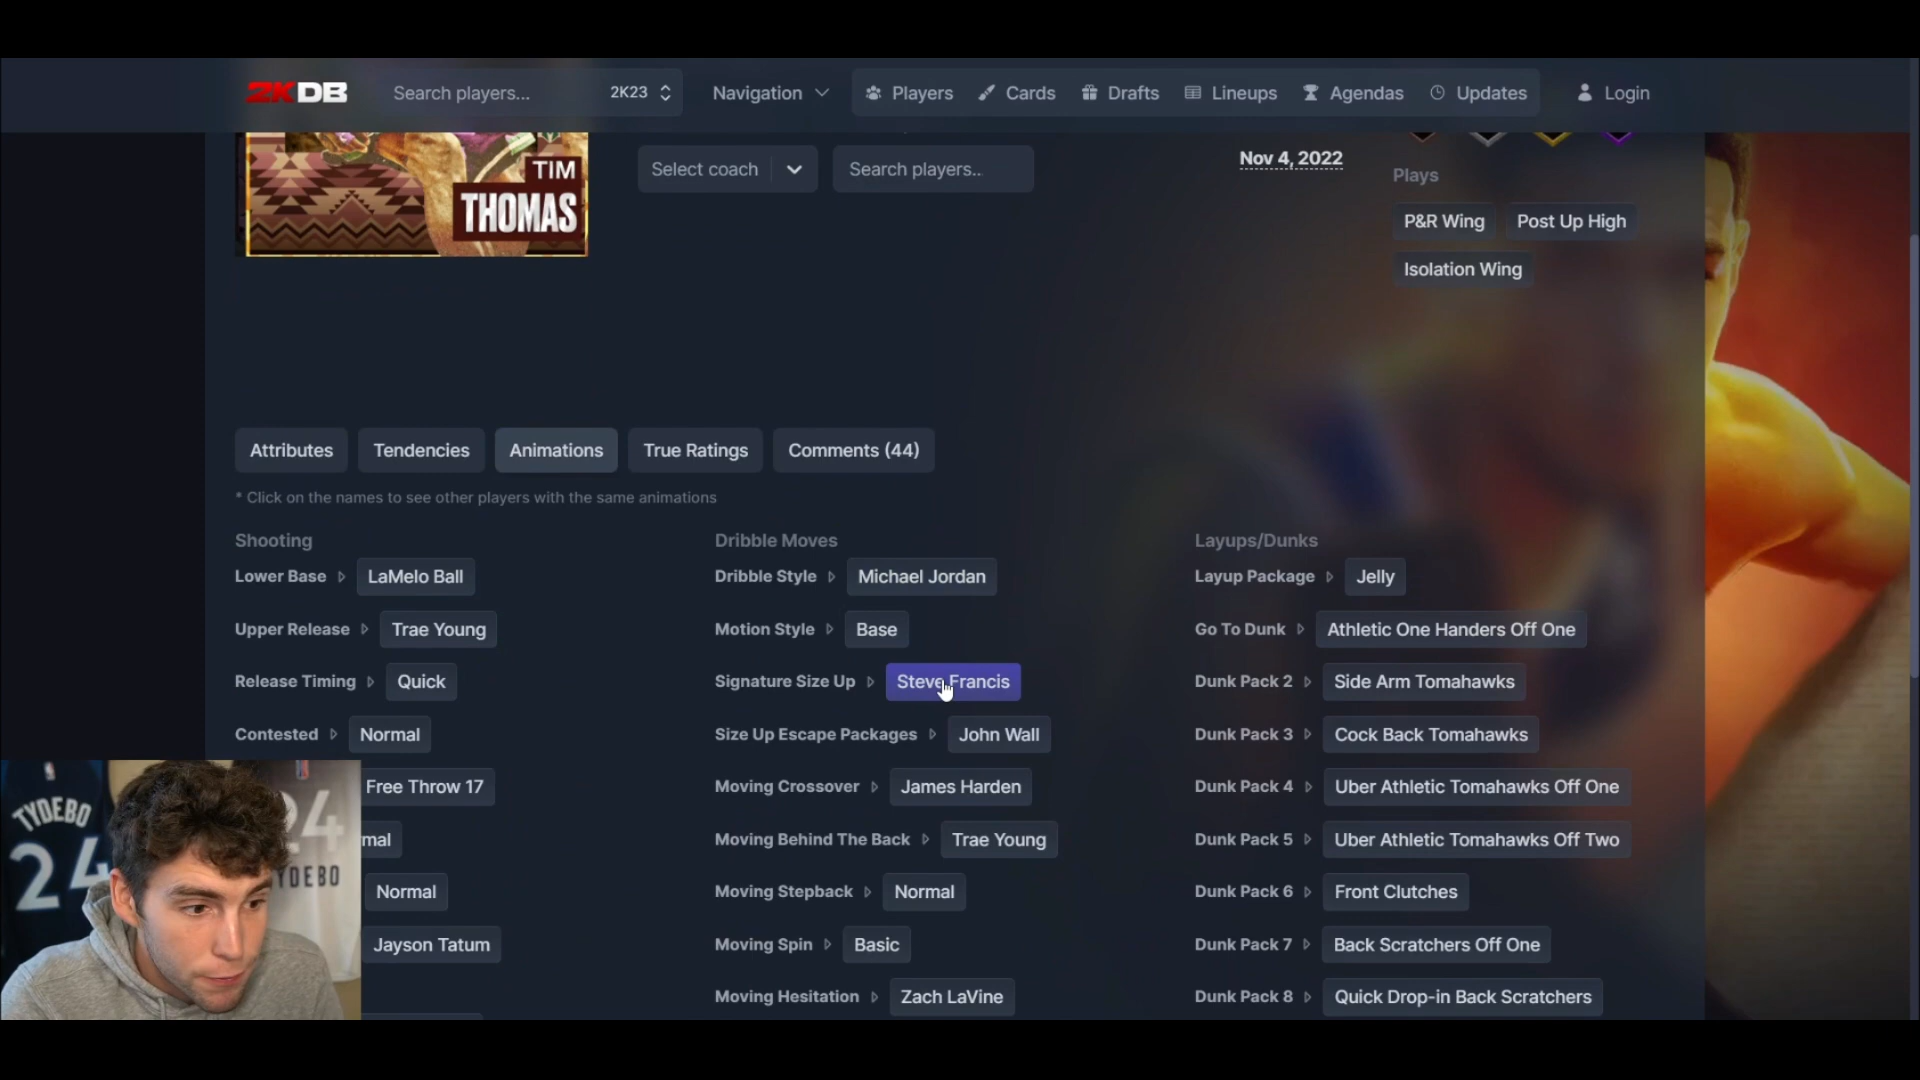 2KDB
Search players...
2K23
Navigation
Players
Cards
Drafts
Lineups
Agendas
Updates
Login
TIM
THOMAS
Select coach
Search players..
Nov 4, 2022
Plays
P&R Wing
Post Up High
Isolation Wing
Attributes
Tendencies
Animations
True Ratings
Comments (44)
* Click on the names to see other players with the same animations
Shooting
Lower Base LaMelo Ball
Upper Release Trae Young
Release Timing Quick
Contested Normal
Free Throw 17
mal
Normal
Jayson Tatum
Dribble Moves
Dribble Style Michael Jordan
Motion Style Base
Signature Size Up Steve Francis
Size Up Escape Packages John Wall
Moving Crossover James Harden
Moving Behind The Back Trae Young
Moving Stepback Normal
Moving Spin Basic
Moving Hesitation Zach LaVine
Layups/Dunks
Layup Package Jelly
Go To Dunk Athletic One Handers Off One
Dunk Pack 2 Side Arm Tomahawks
Dunk Pack 3 Cock Back Tomahawks
Dunk Pack 4 Uber Athletic Tomahawks Off One
Dunk Pack 5 Uber Athletic Tomahawks Off Two
Dunk Pack 6 Front Clutches
Dunk Pack 7 Back Scratchers Off One
Dunk Pack 8 Quick Drop-in Back Scratchers
TYDEBO
24
24
YDEBO